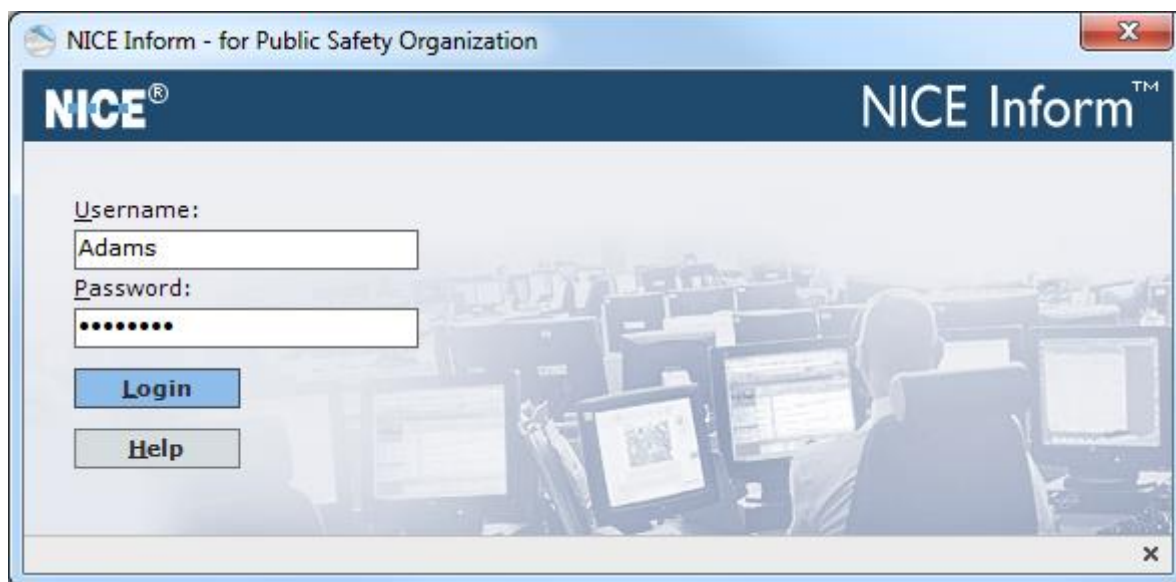 NICE Inform - for Public Safety Organization
NICE® NICE Inform™
Username:
Adams
Password:
••••••••
Login
Help